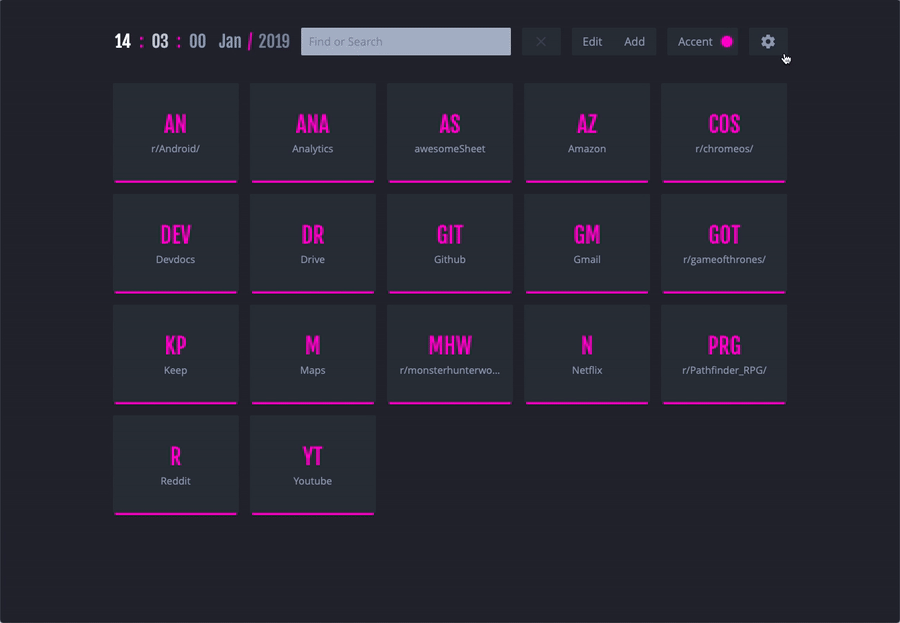 14 : 03 : 00 Jan / 2019 Find or Search × Edit Add Accent
AN ANA AS AZ COS
r/Android/ Analytics awesomeSheet Amazon r/chromeos/
DEV DR GIT GM GOT
Devdocs Drive Github Gmail r/gameofthrones/
KP M MHW N PRG
Keep Maps r/monsterhunterwo... Netflix r/Pathfinder_RPG/
R YT
Reddit Youtube